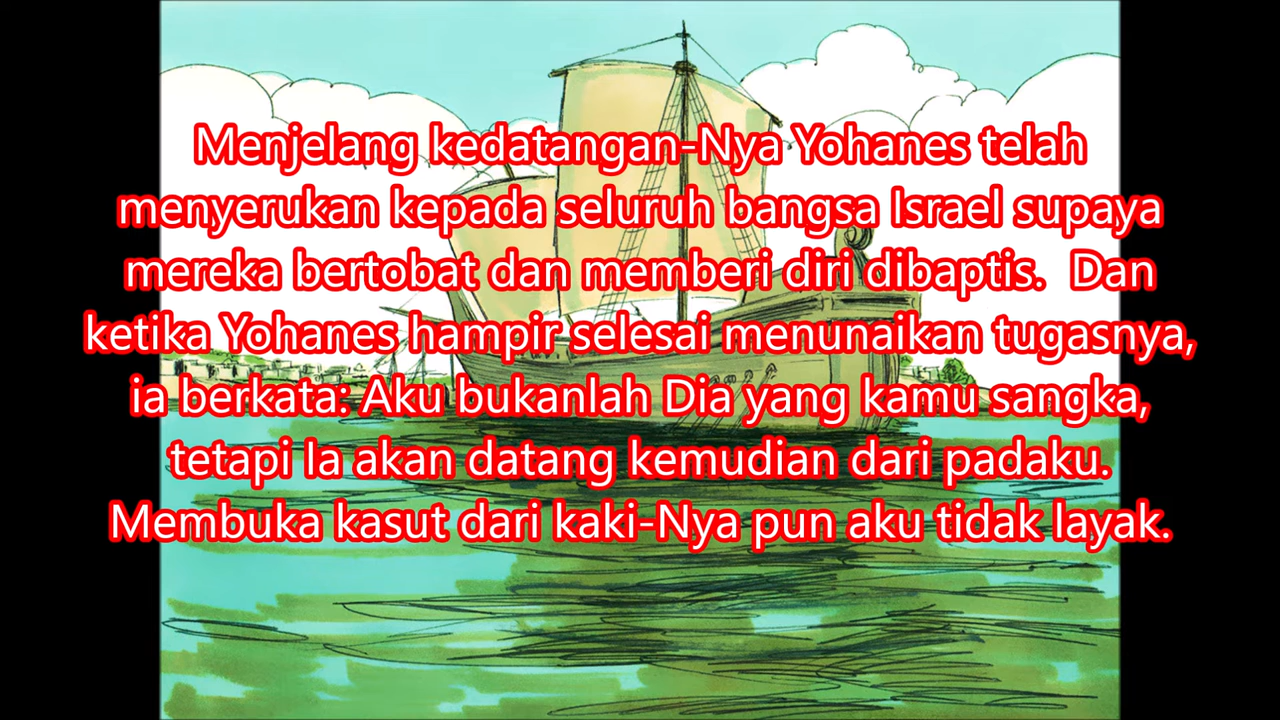 Menjelang kedatangan-Nya Yohanes telah
menyerukan kepada seluruh bangsa Israel supaya
mereka bertobat dan memberi diri dibaptis.  Dan
ketika Yohanes hampir selesai menunaikan tugasnya,
ia berkata: Aku bukanlah Dia yang kamu sangka,
tetapi Ia akan datang kemudian dari padaku.
Membuka kasut dari kaki-Nya pun aku tidak layak.